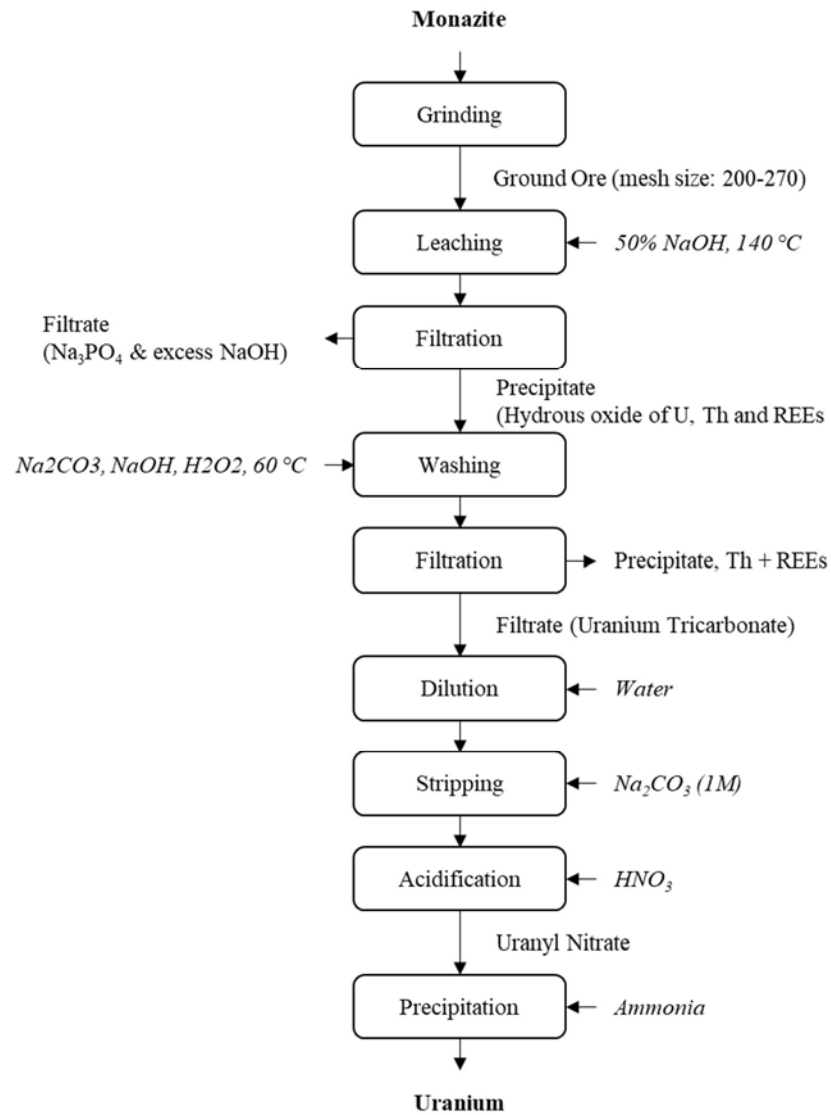 Monazite
Grinding
Ground Ore (mesh size: 200-270)
Leaching
50% NaOH, 140 °C
Filtrate
(Na₃PO₄ & excess NaOH)
Filtration
Precipitate
(Hydrous oxide of U, Th and REEs
Na2CO3, NaOH, H2O2, 60 °C
Washing
Filtration
Precipitate, Th + REEs
Filtrate (Uranium Tricarbonate)
Dilution
Water
Stripping
Na₂CO₃ (1M)
Acidification
HNO₃
Uranyl Nitrate
Precipitation
Ammonia
Uranium